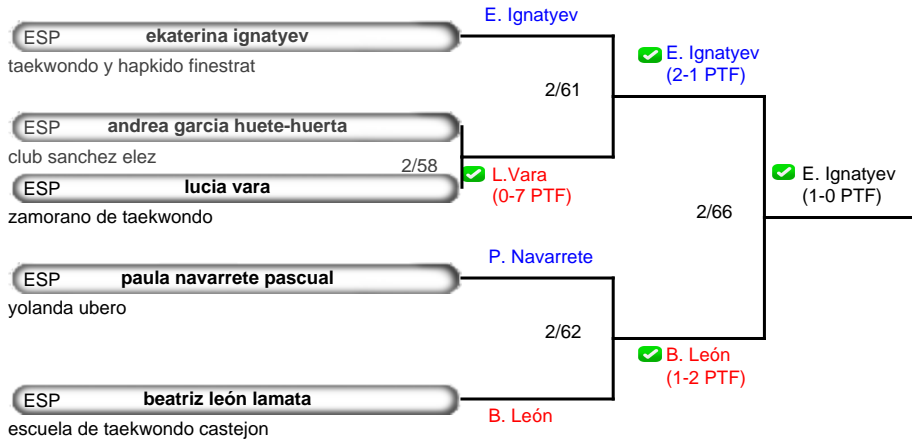 E. Ignatyev
ESP ekaterina ignatyev
taekwondo y hapkido finestrat
E. Ignatyev
(2-1 PTF)
2/61
ESP andrea garcia huete-huerta
club sanchez elez
2/58
L.Vara
(0-7 PTF)
ESP lucia vara
zamorano de taekwondo
E. Ignatyev
(1-0 PTF)
2/66
P. Navarrete
ESP paula navarrete pascual
yolanda ubero
2/62
B. León
(1-2 PTF)
ESP beatriz león lamata
B. León
escuela de taekwondo castejon